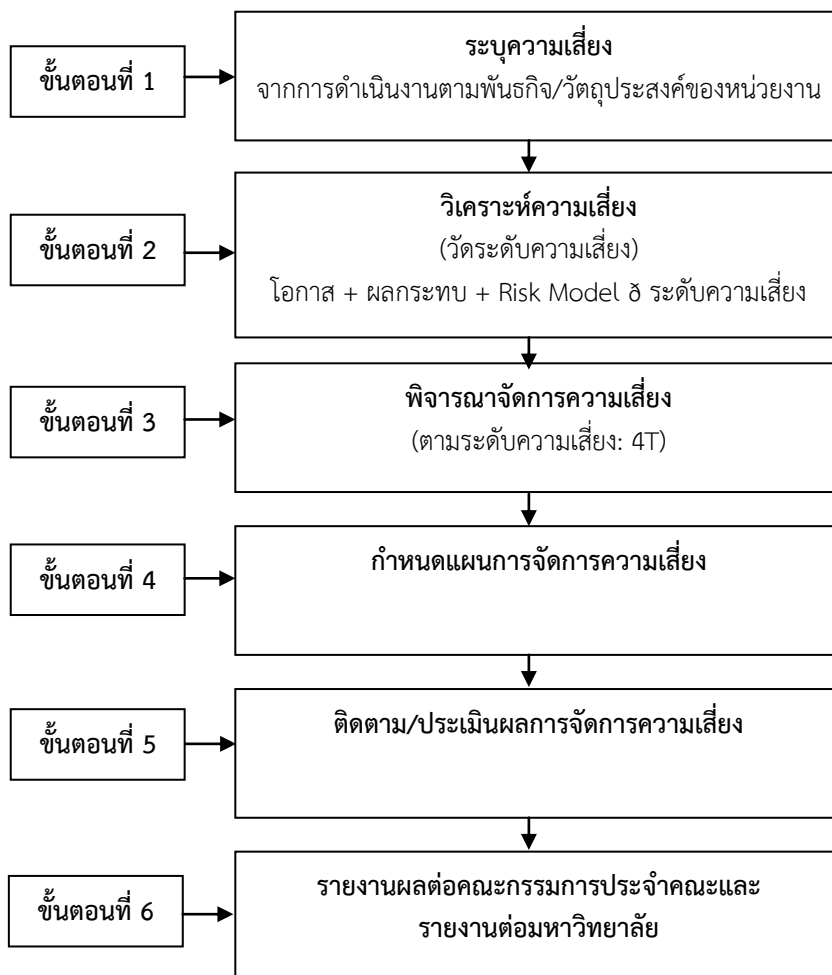 ขั้นตอนที่ 1
ระบุความเสี่ยง
จากการดำเนินงานตามพันธกิจ/วัตถุประสงค์ของหน่วยงาน
ขั้นตอนที่ 2
วิเคราะห์ความเสี่ยง
(วัดระดับความเสี่ยง)
โอกาส + ผลกระทบ + Risk Model ð ระดับความเสี่ยง
ขั้นตอนที่ 3
พิจารณาจัดการความเสี่ยง
(ตามระดับความเสี่ยง: 4T)
ขั้นตอนที่ 4
กำหนดแผนการจัดการความเสี่ยง
ขั้นตอนที่ 5
ติดตาม/ประเมินผลการจัดการความเสี่ยง
ขั้นตอนที่ 6
รายงานผลต่อคณะกรรมการประจำคณะและ
รายงานต่อมหาวิทยาลัย